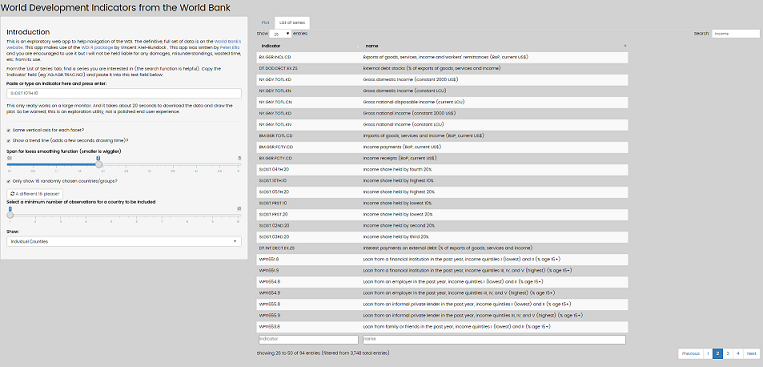 World Development Indicators from the World Bank
Introduction
This is an exploratory web app to help navigation of the WDI. The definitive full set of data is on the World Bank's
website. This app makes use of the WDI R package by Vincent Arel-Bundock. This app was written by Peter Ellis
and you are encouraged to use it but I will not be held liable for any damages, misunderstandings, wasted time,
etc. from its use.
From the List of Series tab, find a series you are interested in (the search function is helpful). Copy the
'indicator' field (eg 'AG.AGR.TRAC.NO') and paste it into the text field below.
Paste or type an indicator here and press enter:
SI.DST.10TH.10
This only really works on a large monitor. And it takes about 20 seconds to download the data and draw the
plot. So be warned; this is an exploration utility, not a polished end user experience.
Same vertical axis for each facet?
Show a trend line (adds a few seconds drawing time)?
Span for loess smoothing function (smaller is wigglier)
Only show 16 randomly chosen countries/groups?
A different 16 please!
Select a minimum number of observations for a country to be included
Show:
Individual Counties
Plot
List of series
Show 25 entries
Search: income
indicator name
BX.GSR.NCLC.CD Exports of goods, services, income and workers' remittances (BoP, current US$)
DT.DOD.DECT.EX.ZS External debt stocks (% of exports of goods, services and income)
NY.GDY.TOTL.KD Gross domestic income (constant 2000 US$)
NY.GDY.TOTL.KN Gross domestic income (constant LCU)
NY.GNY.TOTL.CN Gross national disposable income (current LCU)
NY.GNY.TOTL.KD Gross national income (constant 2000 US$)
NY.GNY.TOTL.KN Gross national income (constant LCU)
BM.GSR.TOTL.CD Imports of goods, services and income (BoP, current US$)
BM.GSR.FCTY.CD Income payments (BoP, current US$)
BX.GSR.FCTY.CD Income receipts (BoP, current US$)
SI.DST.04TH.20 Income share held by fourth 20%
SI.DST.10TH.10 Income share held by highest 10%
SI.DST.05TH.20 Income share held by highest 20%
SI.DST.FRST.10 Income share held by lowest 10%
SI.DST.FRST.20 Income share held by lowest 20%
SI.DST.02ND.20 Income share held by second 20%
SI.DST.03RD.20 Income share held by third 20%
DT.INT.DECT.EX.ZS Interest payments on external debt (% of exports of goods, services and income)
WP11651.8 Loan from a financial institution in the past year, income quintiles I (lowest) and II (% age 15+)
WP11651.9 Loan from a financial institution in the past year, income quintiles III, IV, and V (highest) (% age 15+)
WP11654.8 Loan from an employer in the past year, income quintiles I (lowest) and II (% age 15+)
WP11654.9 Loan from an employer in the past year, income quintiles III, IV, and V (highest) (% age 15+)
WP11655.8 Loan from an informal private lender in the past year, income quintiles I (lowest) and II (% age 15+)
WP11655.9 Loan from an informal private lender in the past year, income quintiles III, IV, and V (highest) (% age 15+)
WP11653.8 Loan from family or friends in the past year, income quintiles I (lowest) and II (% age 15+)
indicator name
Showing 26 to 50 of 94 entries (filtered from 3,748 total entries)
Previous 1 2 3 4 Next